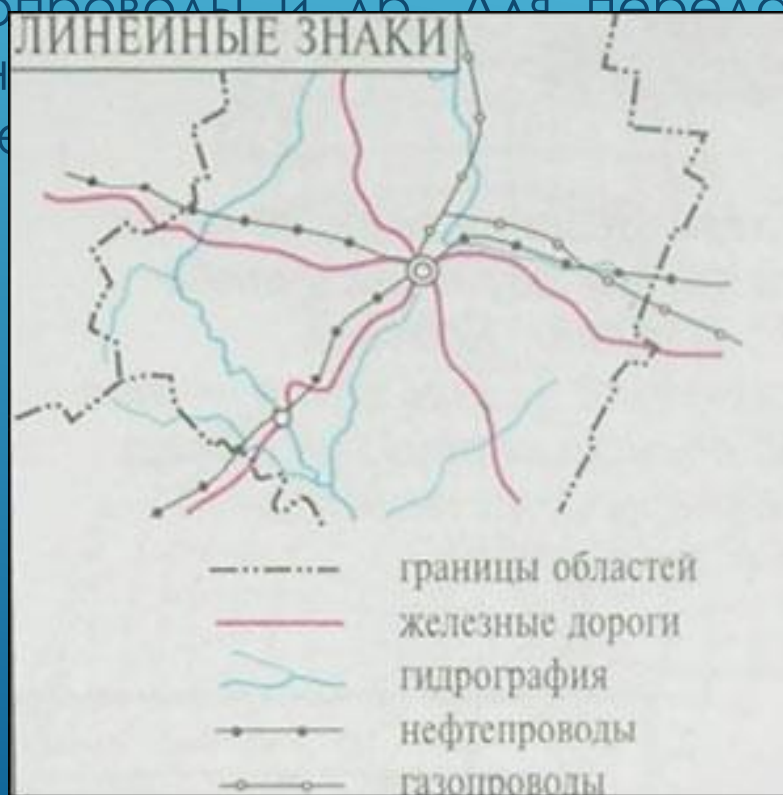 ЛИНЕЙНЫЕ ЗНАКИ
границы областей
железные дороги
гидрография
нефтепроводы
газопроводы